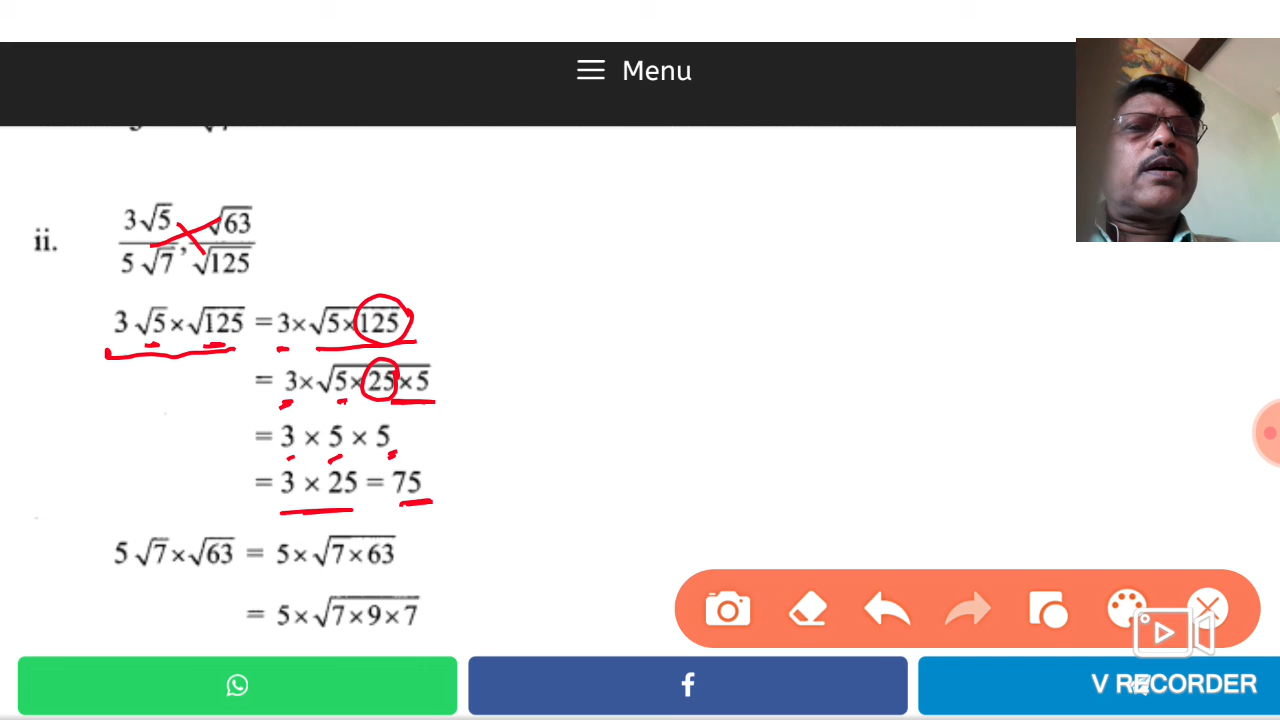 Menu
ii. 3√5/5√7, √63/√125
3√5×√125 = 3×√(5×125)
= 3×√(5×25×5)
= 3 × 5 × 5
= 3 × 25 = 75
5√7×√63 = 5×√(7×63)
= 5×√(7×9×7)
V RECORDER